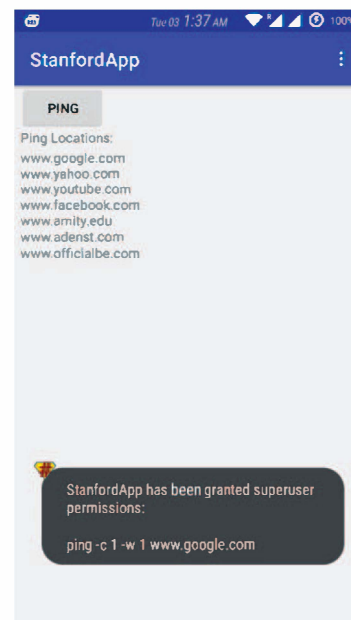 Tue 03 1:37 AM 100%
StanfordApp
PING
Ping Locations:
www.google.com
www.yahoo.com
www.youtube.com
www.facebook.com
www.amity.edu
www.adenst.com
www.officialbe.com
#
StanfordApp has been granted superuser
permissions:
ping -c 1 -w 1 www.google.com